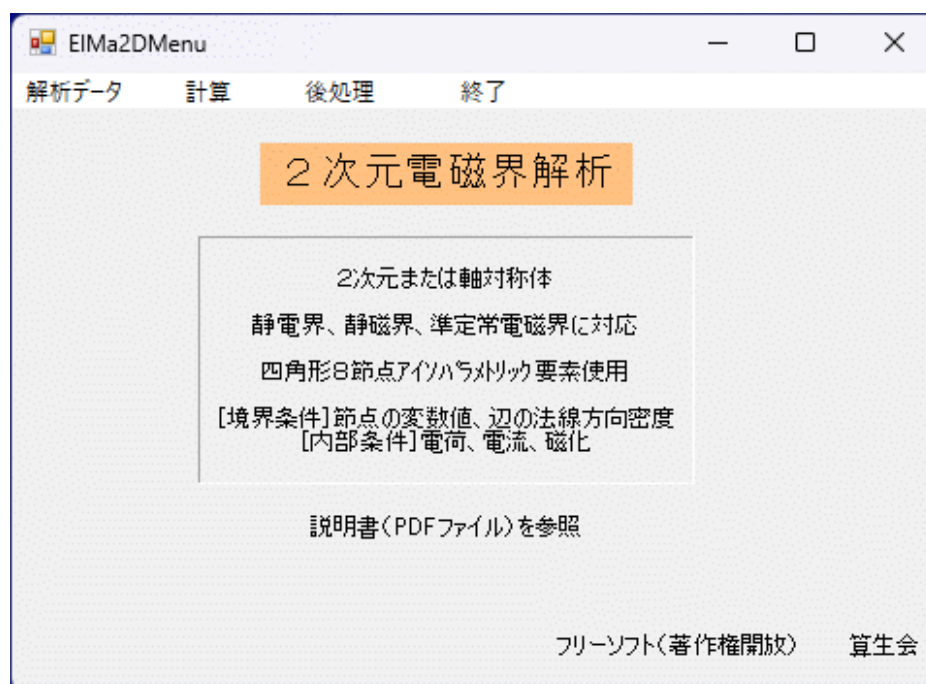 ElMa2DMenu
解析データ 計算 後処理 終了
２次元電磁界解析
2次元または軸対称体
静電界、静磁界、準定常電磁界に対応
四角形8節点ｱｲｿﾊﾟﾗﾒﾄﾘｯｸ要素使用
[境界条件]節点の変数値、辺の法線方向密度
[内部条件]電荷、電流、磁化
説明書(PDFファイル)を参照
フリーソフト(著作権開放) 算生会